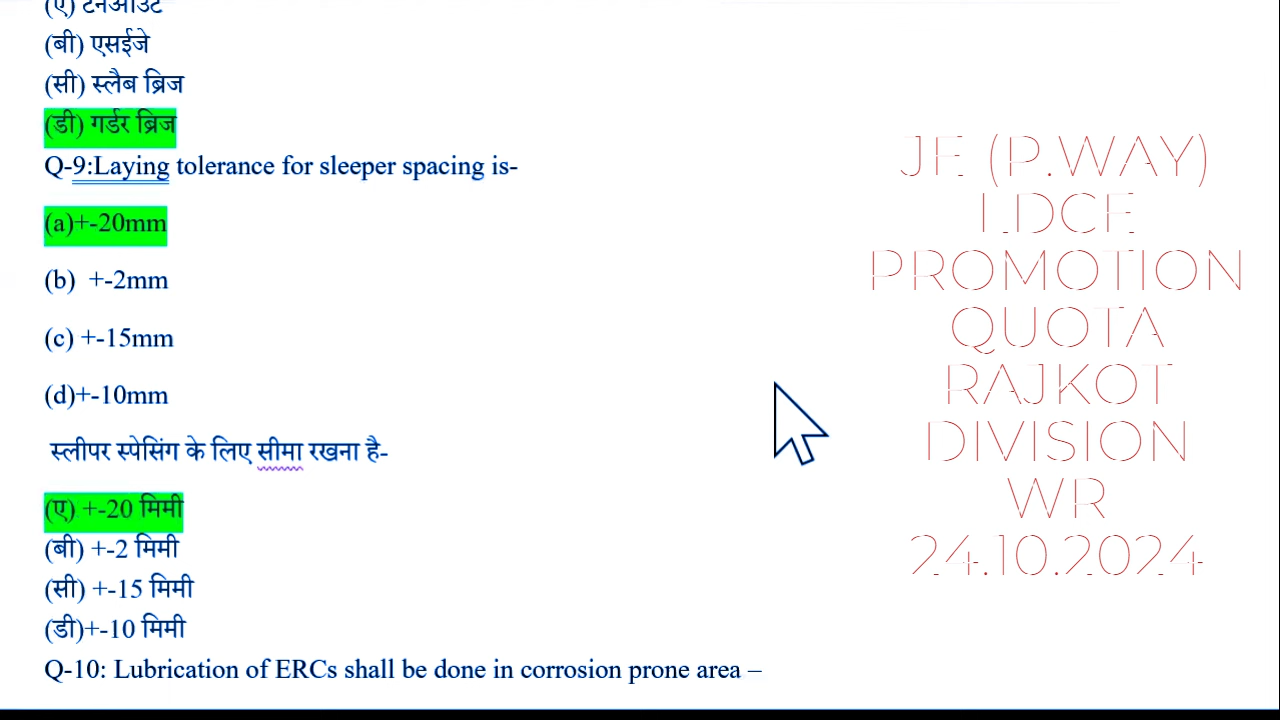 (ए) टर्नआउट
(बी) एसईजे
(सी) स्लैब ब्रिज
(डी) गर्डर ब्रिज
Q-9:Laying tolerance for sleeper spacing is-
(a)+-20mm
(b) +-2mm
(c) +-15mm
(d)+-10mm
स्लीपर स्पेसिंग के लिए सीमा रखना है-
(ए) +-20 मिमी
(बी) +-2 मिमी
(सी) +-15 मिमी
(डी)+-10 मिमी
Q-10: Lubrication of ERCs shall be done in corrosion prone area –
JE (P.WAY)
LDCE
PROMOTION
QUOTA
RAJKOT
DIVISION
WR
24.10.2024